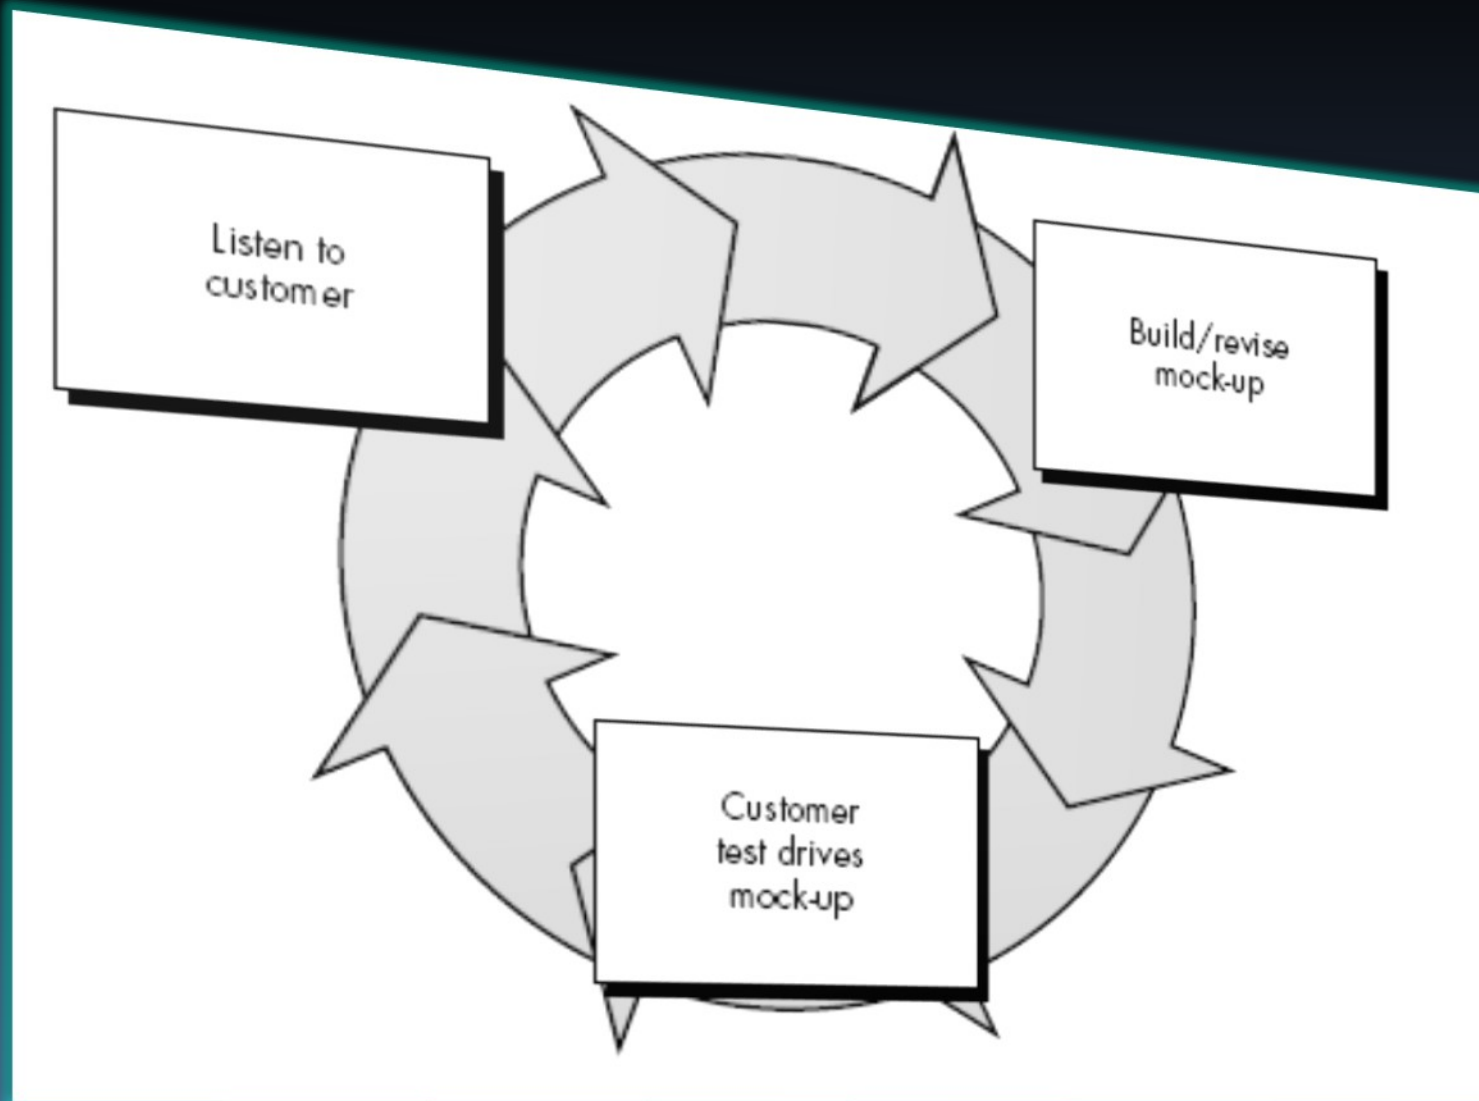 Listen to
customer
Build/revise
mock-up
Customer
test drives
mock-up